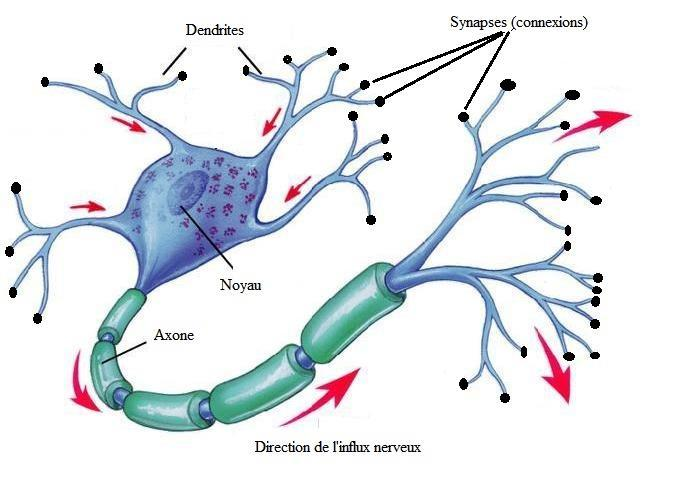 Synapses (connexions)
Dendrites
Noyau
Axone
Direction de l'influx nerveux